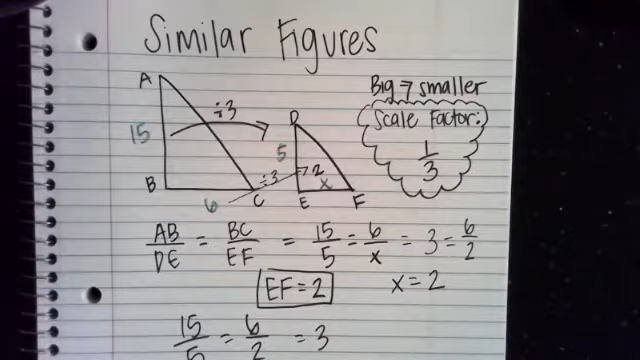 Similar Figures
A
÷3
Big → smaller
Scale Factor:
1/3
15
D
5
B
6
C
÷3
→ 2
x
E
F
AB/DE = BC/EF = 15/5 = 6/x = 3 = 6/2
EF = 2
x = 2
15/5 = 6/2 = 3